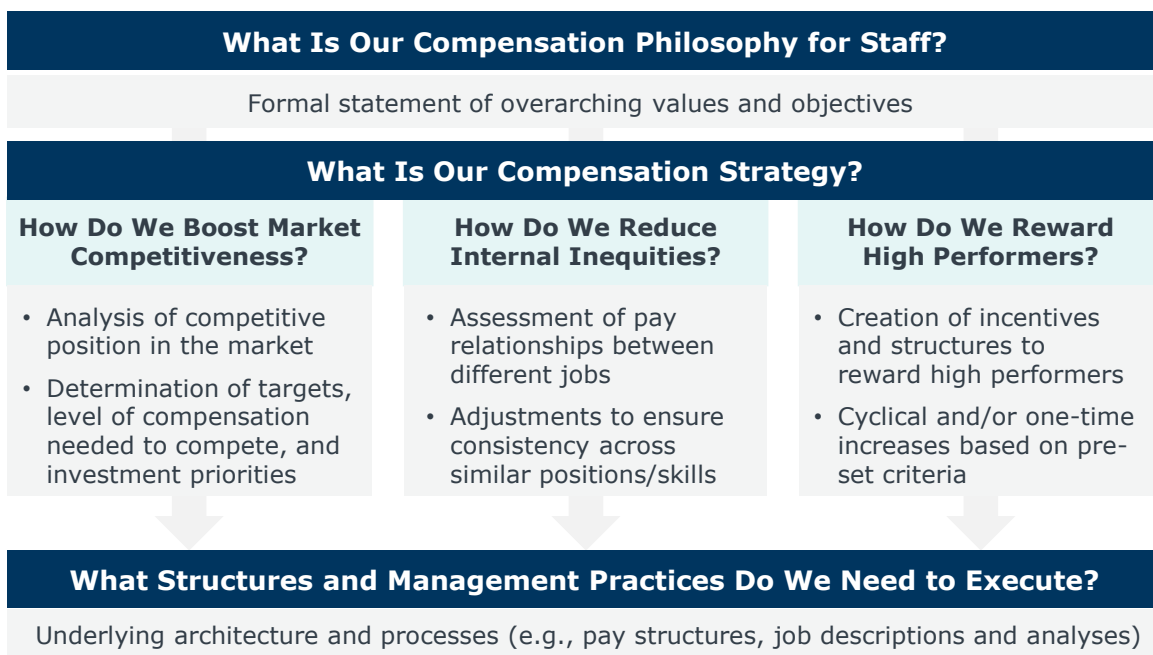 What Is Our Compensation Philosophy for Staff?
Formal statement of overarching values and objectives
What Is Our Compensation Strategy?
How Do We Boost Market
Competitiveness?
• Analysis of competitive
position in the market
• Determination of targets,
level of compensation
needed to compete, and
investment priorities
How Do We Reduce
Internal Inequities?
• Assessment of pay
relationships between
different jobs
• Adjustments to ensure
consistency across
similar positions/skills
How Do We Reward
High Performers?
• Creation of incentives
and structures to
reward high performers
• Cyclical and/or one-time
increases based on pre-
set criteria
What Structures and Management Practices Do We Need to Execute?
Underlying architecture and processes (e.g., pay structures, job descriptions and analyses)